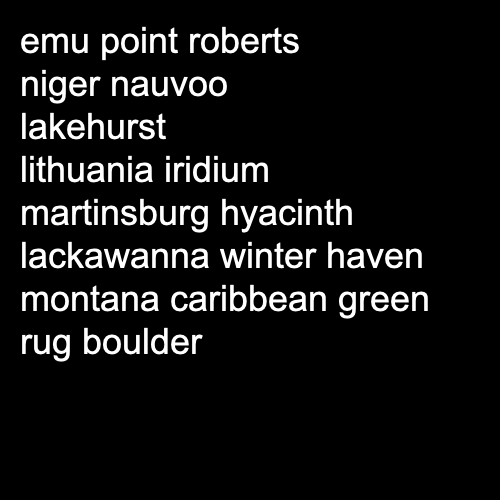 emu point roberts
niger nauvoo
lakehurst
lithuania iridium
martinsburg hyacinth
lackawanna winter haven
montana caribbean green
rug boulder